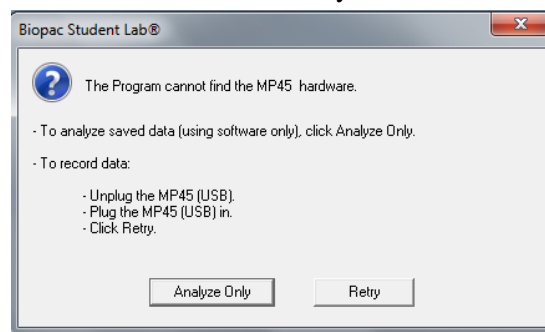 Biopac Student Lab®
The Program cannot find the MP45 hardware.
- To analyze saved data (using software only), click Analyze Only.
- To record data:
- Unplug the MP45 (USB).
- Plug the MP45 (USB) in.
- Click Retry.
Analyze Only Retry